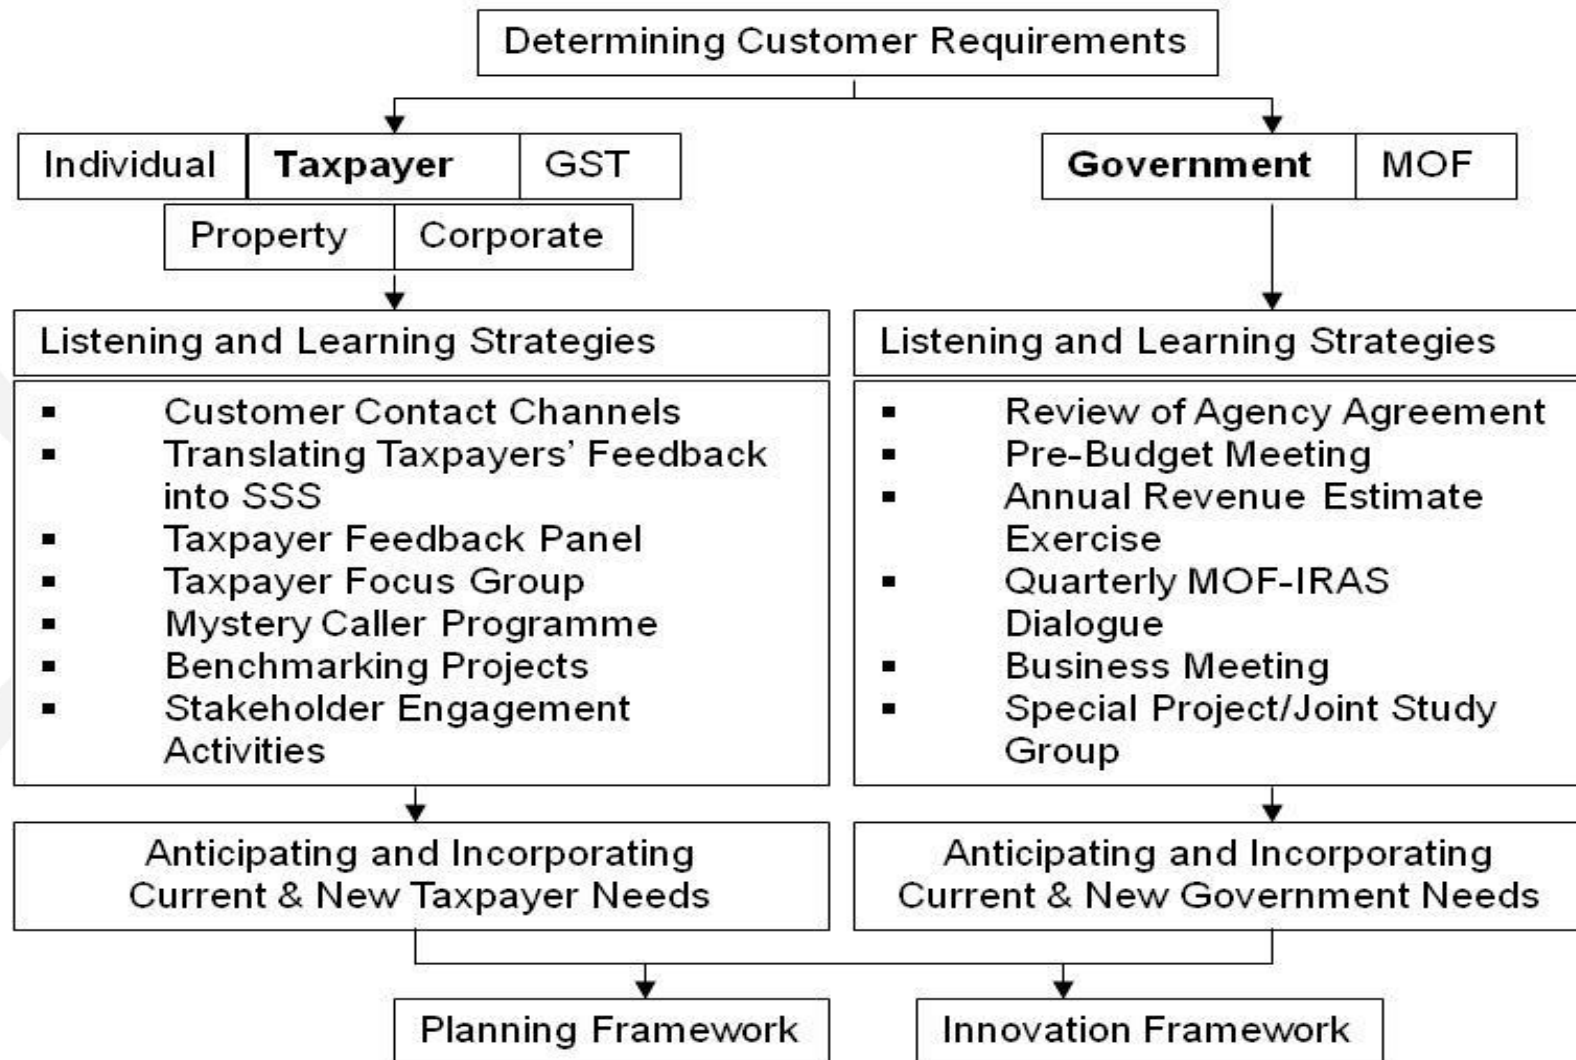 Determining Customer Requirements
Individual Taxpayer GST
Property Corporate
Government MOF
Listening and Learning Strategies
▪ Customer Contact Channels
▪ Translating Taxpayers’ Feedback
into SSS
▪ Taxpayer Feedback Panel
▪ Taxpayer Focus Group
▪ Mystery Caller Programme
▪ Benchmarking Projects
▪ Stakeholder Engagement
Activities
Listening and Learning Strategies
▪ Review of Agency Agreement
▪ Pre-Budget Meeting
▪ Annual Revenue Estimate
Exercise
▪ Quarterly MOF-IRAS
Dialogue
▪ Business Meeting
▪ Special Project/Joint Study
Group
Anticipating and Incorporating
Current & New Taxpayer Needs
Anticipating and Incorporating
Current & New Government Needs
Planning Framework
Innovation Framework